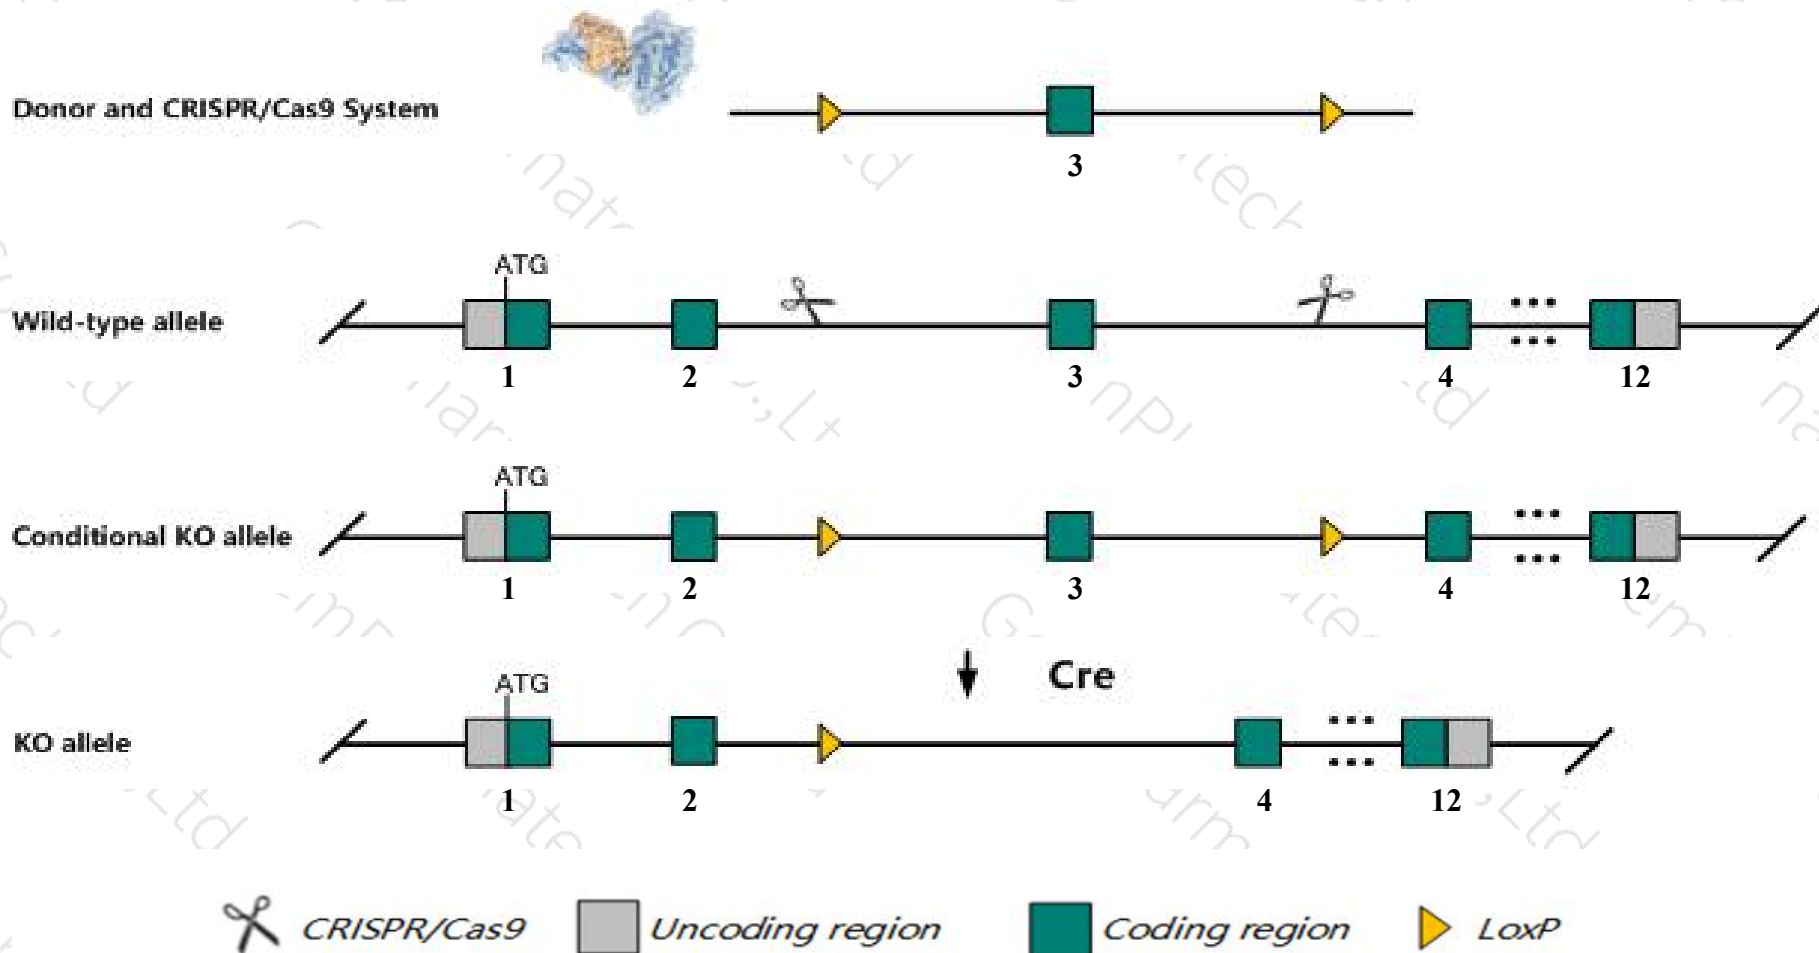 Donor and CRISPR/Cas9 System
3
ATG
Wild-type allele
1 2 3 4 12
ATG
Conditional KO allele
1 2 3 4 12
Cre
ATG
KO allele
1 2 4 12
CRISPR/Cas9 Uncoding region Coding region LoxP